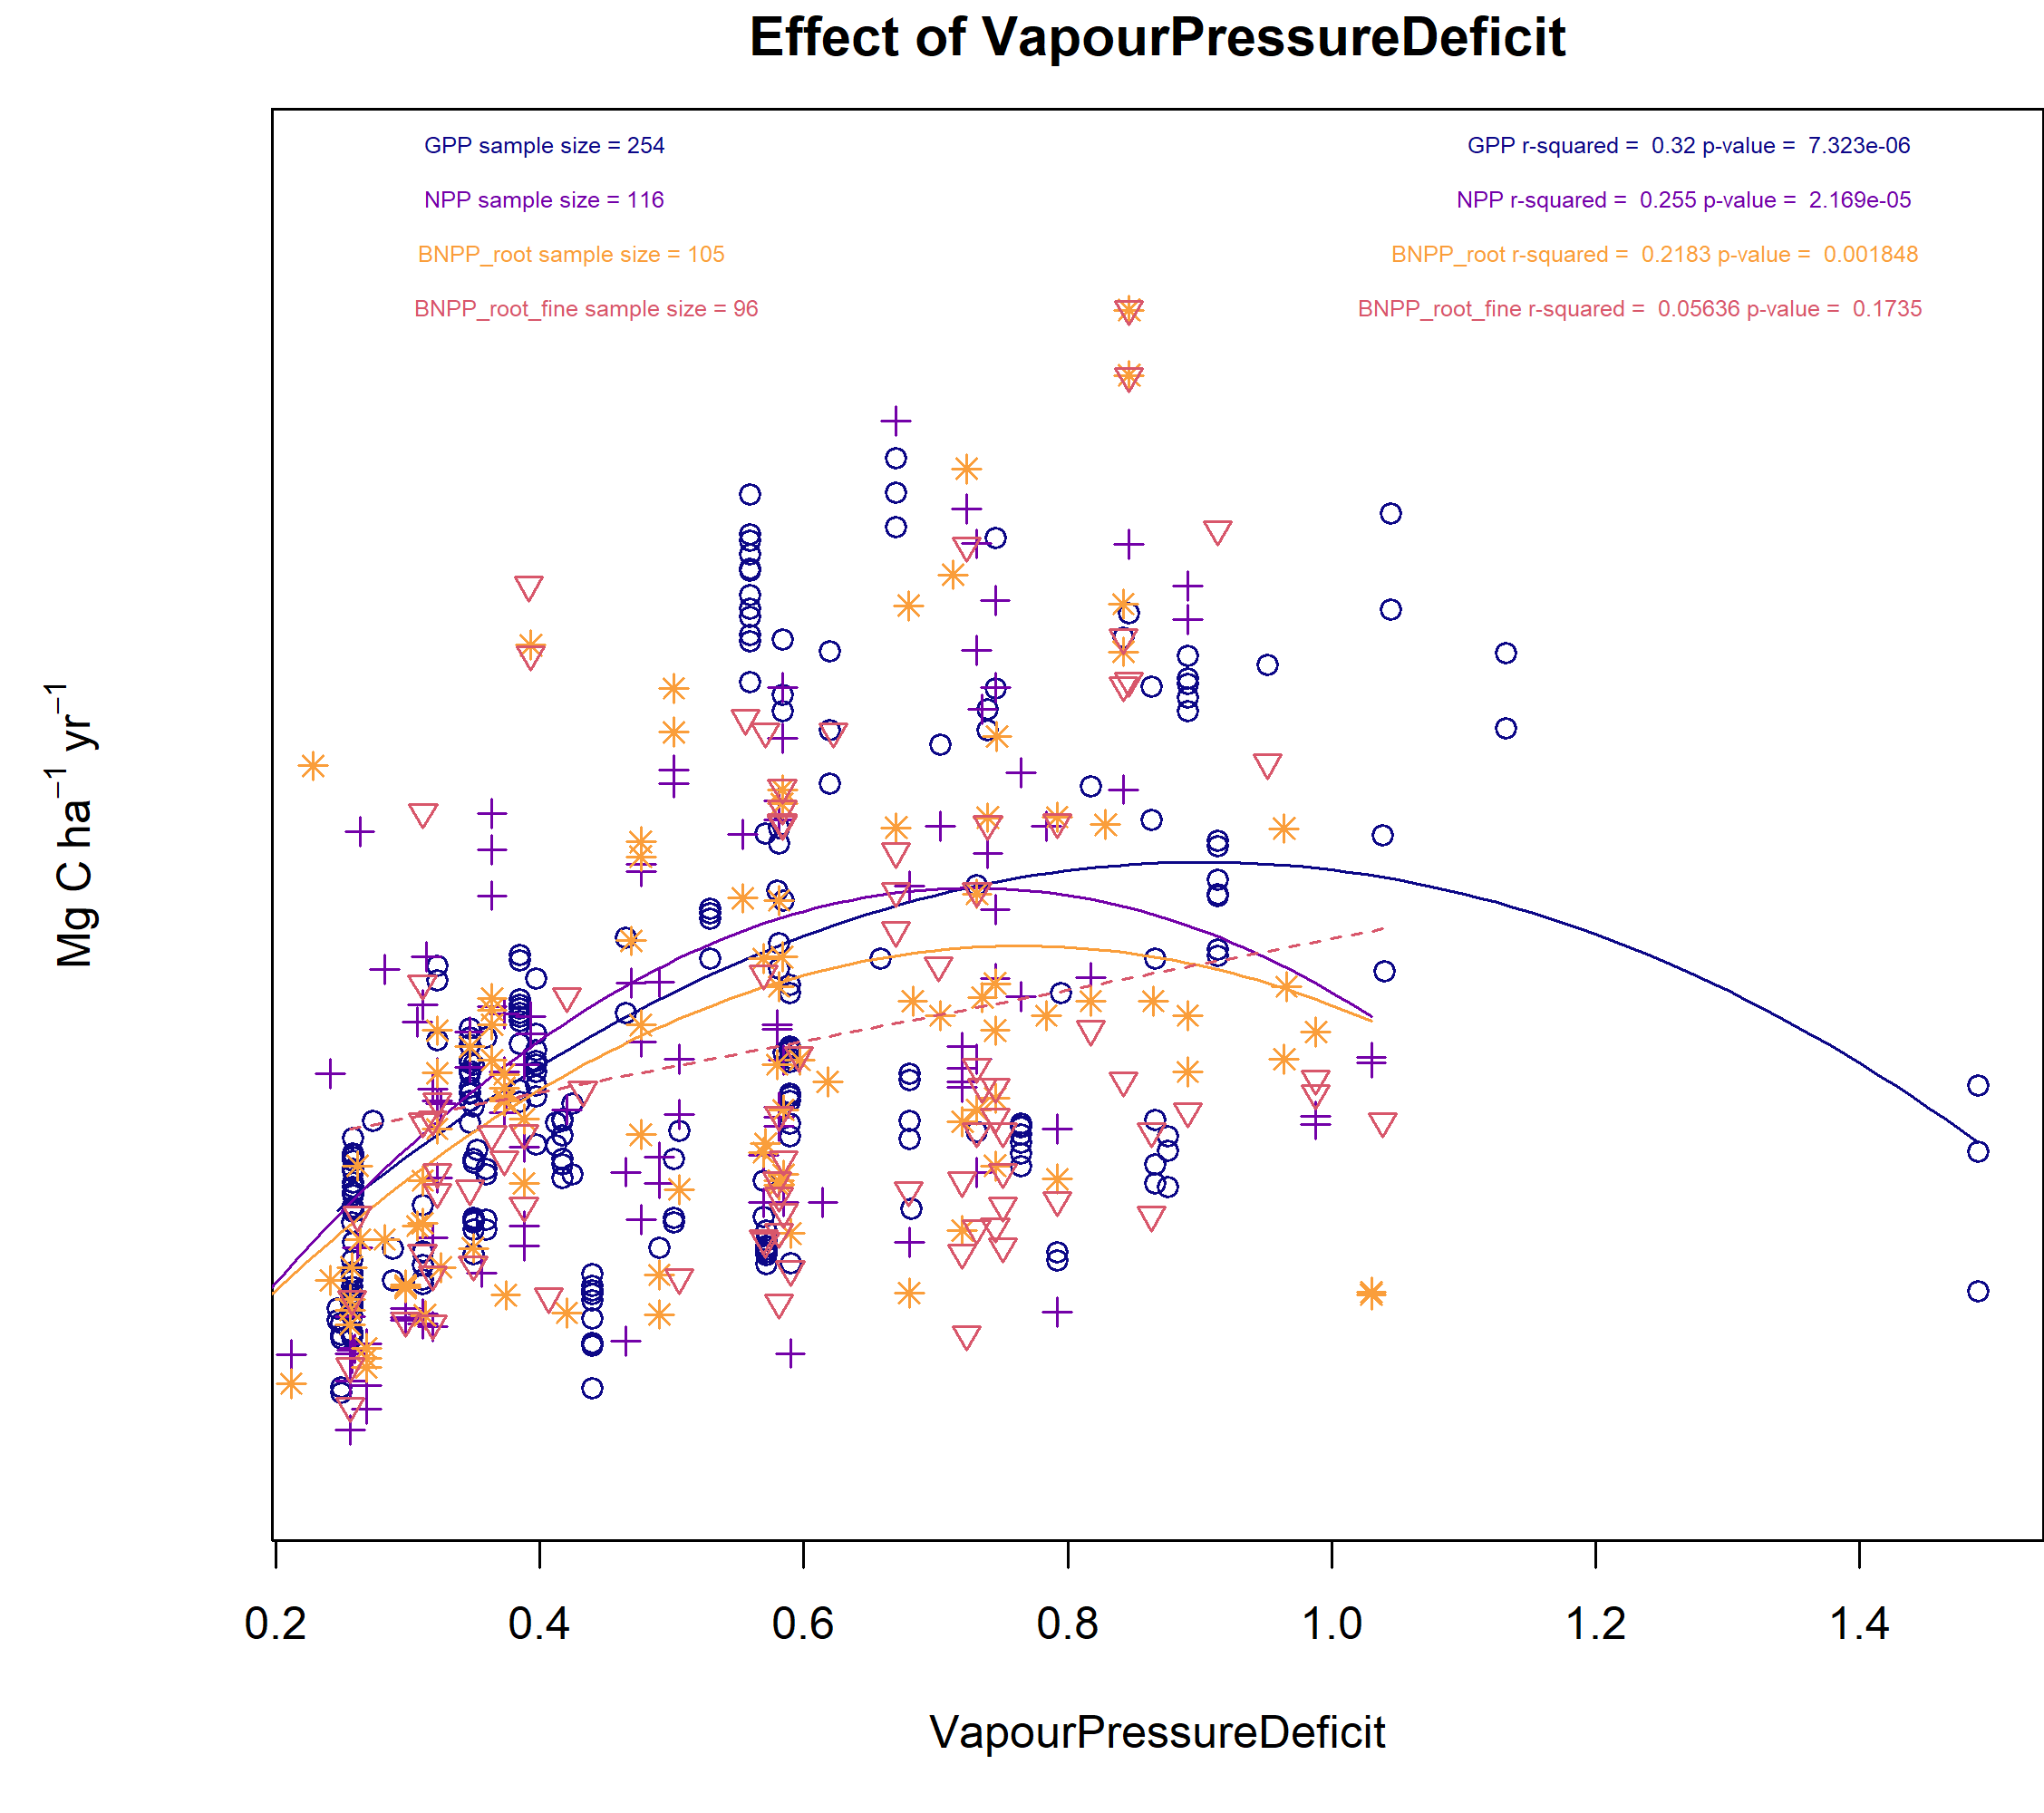 Effect of VapourPressureDeficit
GPP sample size = 254
GPP r-squared = 0.32 p-value = 7.323e-06
NPP sample size = 116
NPP r-squared = 0.255 p-value = 2.169e-05
BNPP_root sample size = 105
BNPP_root r-squared = 0.2183 p-value = 0.001848
BNPP_root_fine sample size = 96
BNPP_root_fine r-squared = 0.05636 p-value = 0.1735
Mg C ha⁻¹ yr⁻¹
0.2 0.4 0.6 0.8 1.0 1.2 1.4
VapourPressureDeficit